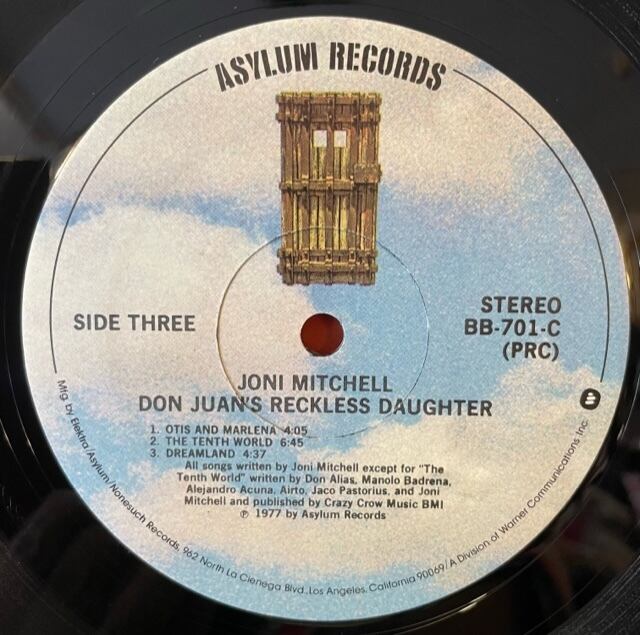 ASYLUM RECORDS
SIDE THREE
STEREO
BB-701-C
(PRC)
JONI MITCHELL
DON JUAN'S RECKLESS DAUGHTER
1. OTIS AND MARLENA 4:05
2. THE TENTH WORLD 6:45
3. DREAMLAND 4:37
All songs written by Joni Mitchell except for "The
Tenth World" written by Don Alias, Manolo Badrena,
Alejandro Acuna, Airto, Jaco Pastorius, and Joni
Mitchell and published by Crazy Crow Music BMI
℗ 1977 by Asylum Records
Mfg by Elektra/Asylum/Nonesuch Records, 962 North La Cienega Blvd., Los Angeles, California 90069/A Division of Warner Communications Inc.